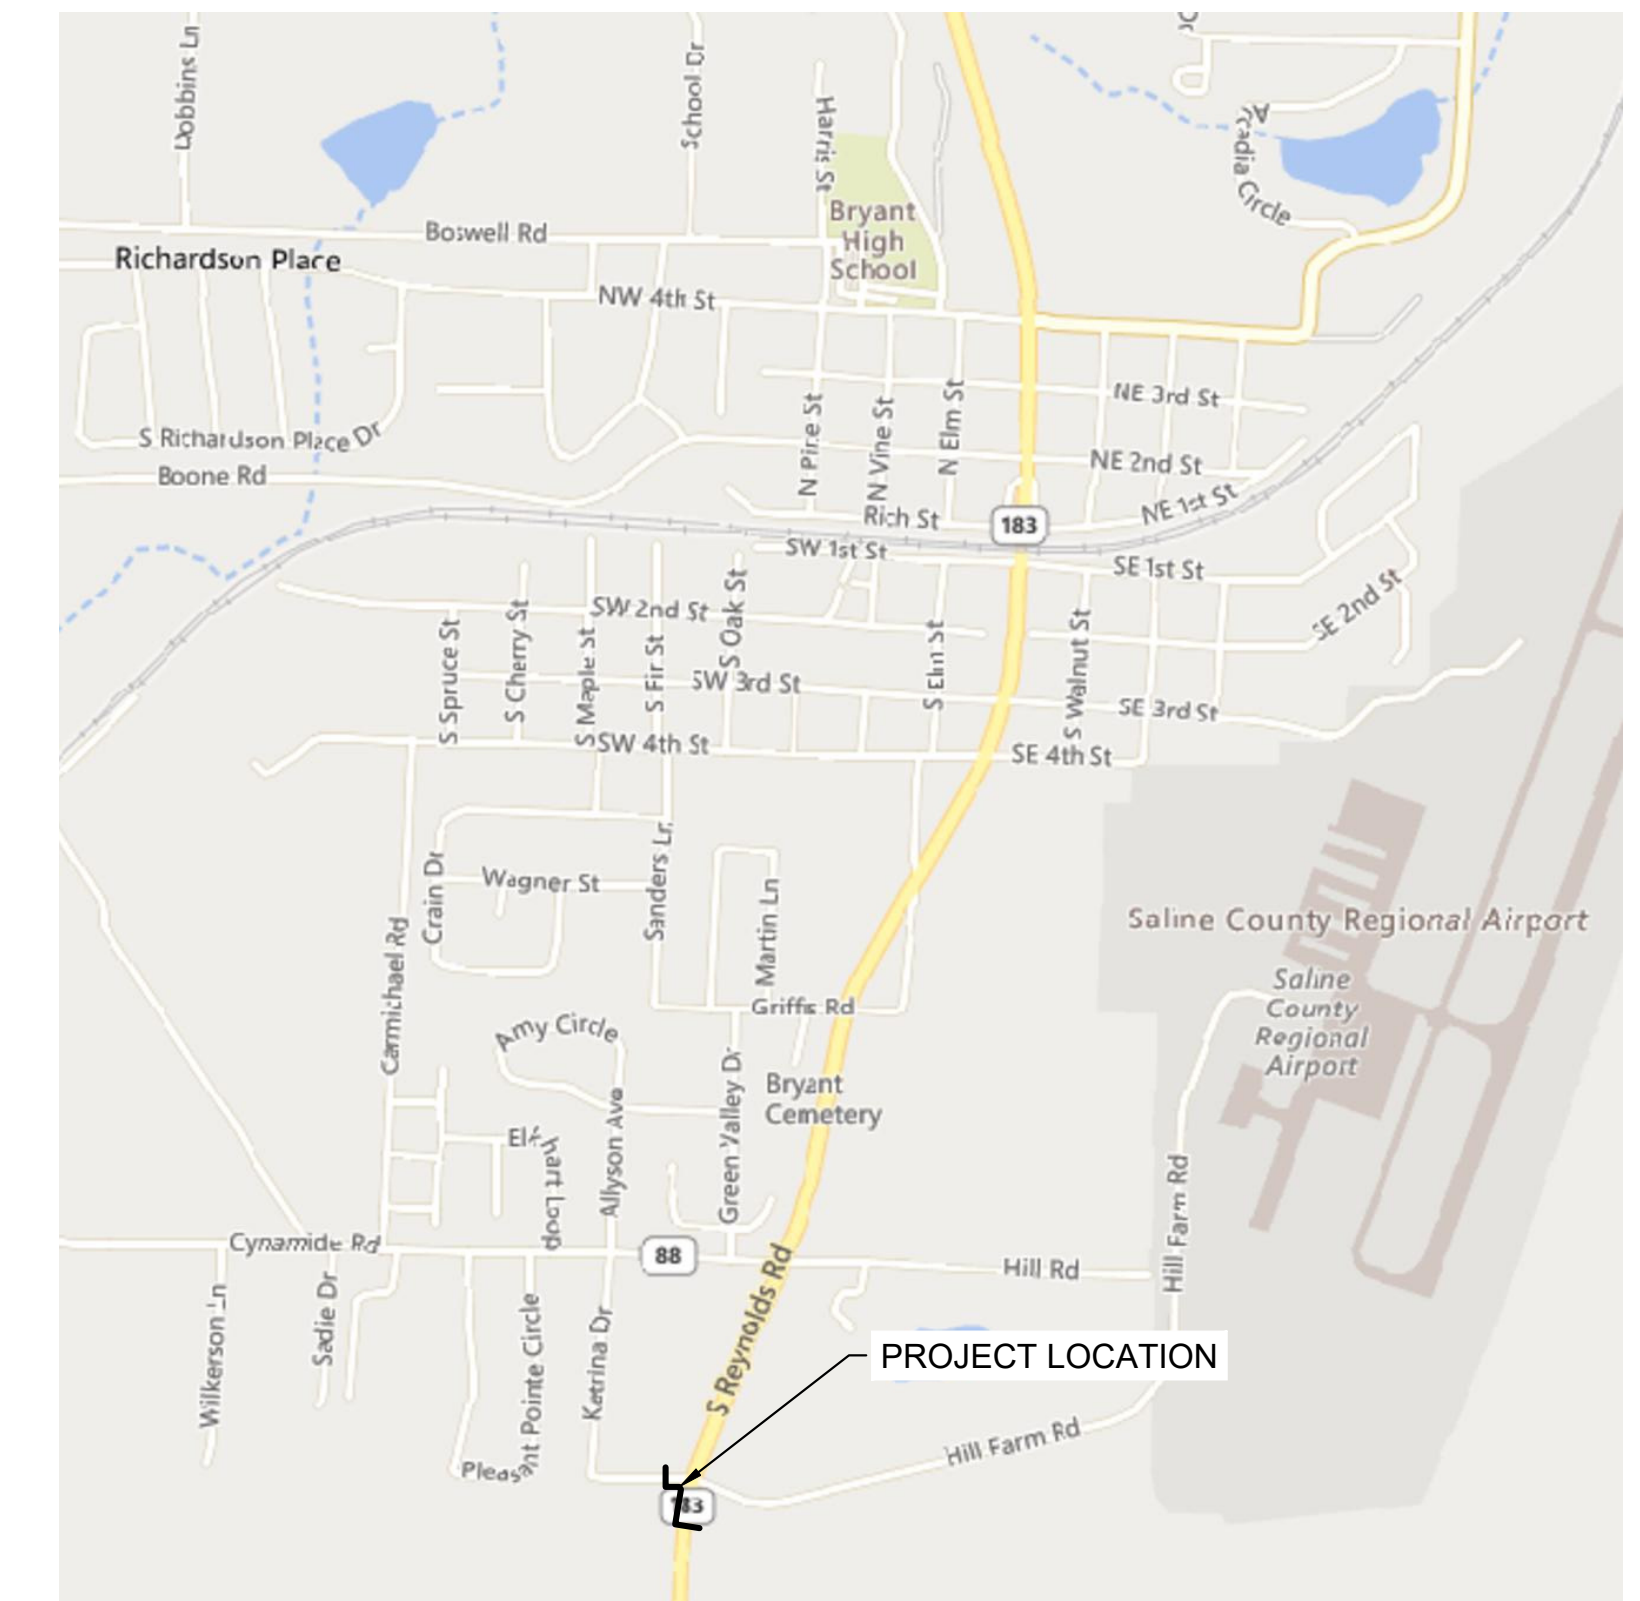 Dobbins Ln
School Dr
Harris St
Acadia Circle
Bryant
High
School
Boswell Rd
Richardson Place
NW 4th St
NE 3rd St
N Pine St
N Vine St
N Elm St
S Richardson Place Dr
NE 2nd St
Boone Rd
NE 1st St
Rich St
183
SW 1st St
SE 1st St
SE 2nd St
SW 2nd St
S Oak St
S Spruce St
S Cherry St
S Maple St
S Fir St
S Elm St
S Walnut St
SW 3rd St
SE 3rd St
SW 4th St
SE 4th St
Crain Dr
Wagner St
Sanders Ln
Martin Ln
Carmichael Rd
Saline County Regional Airport
Saline
County
Regional
Airport
Griffis Rd
Amy Circle
Green Valley Dr
Bryant
Cemetery
Allyson Ave
Elkhart Loop
Hill Farm Rd
Cynamide Rd
88
Hill Rd
S Reynolds Rd
Wilkerson Ln
Sadie Dr
Pleasant Pointe Circle
Katrina Dr
PROJECT LOCATION
Hill Farm Rd
183